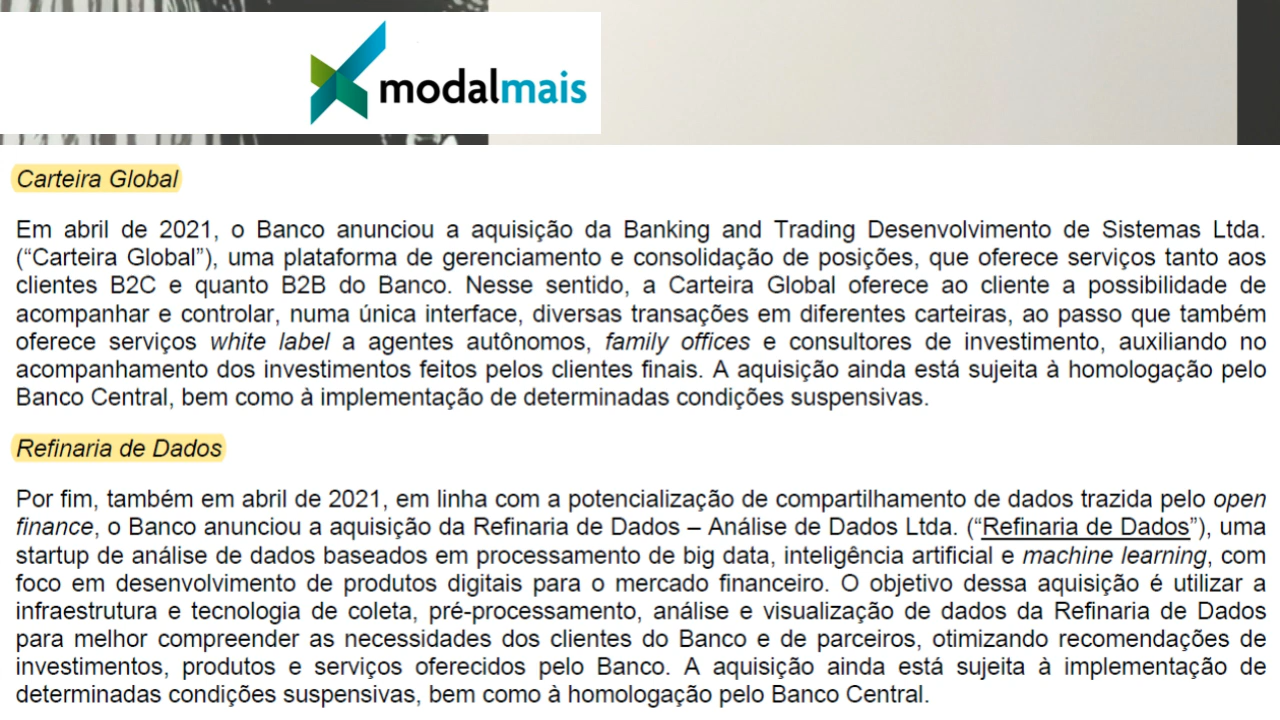 modalmais
Carteira Global
Em abril de 2021, o Banco anunciou a aquisição da Banking and Trading Desenvolvimento de Sistemas Ltda.
(“Carteira Global”), uma plataforma de gerenciamento e consolidação de posições, que oferece serviços tanto aos
clientes B2C e quanto B2B do Banco. Nesse sentido, a Carteira Global oferece ao cliente a possibilidade de
acompanhar e controlar, numa única interface, diversas transações em diferentes carteiras, ao passo que também
oferece serviços white label a agentes autônomos, family offices e consultores de investimento, auxiliando no
acompanhamento dos investimentos feitos pelos clientes finais. A aquisição ainda está sujeita à homologação pelo
Banco Central, bem como à implementação de determinadas condições suspensivas.
Refinaria de Dados
Por fim, também em abril de 2021, em linha com a potencialização de compartilhamento de dados trazida pelo open
finance, o Banco anunciou a aquisição da Refinaria de Dados – Análise de Dados Ltda. (“Refinaria de Dados”), uma
startup de análise de dados baseados em processamento de big data, inteligência artificial e machine learning, com
foco em desenvolvimento de produtos digitais para o mercado financeiro. O objetivo dessa aquisição é utilizar a
infraestrutura e tecnologia de coleta, pré-processamento, análise e visualização de dados da Refinaria de Dados
para melhor compreender as necessidades dos clientes do Banco e de parceiros, otimizando recomendações de
investimentos, produtos e serviços oferecidos pelo Banco. A aquisição ainda está sujeita à implementação de
determinadas condições suspensivas, bem como à homologação pelo Banco Central.